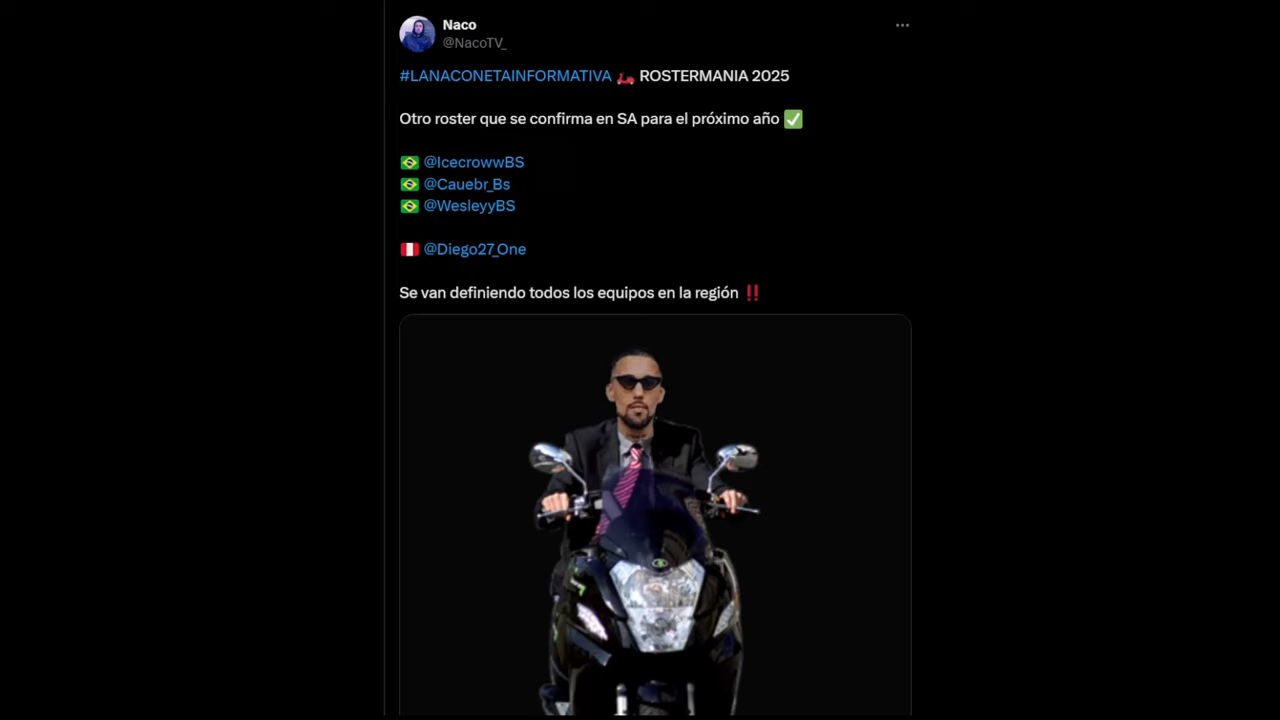 Naco
@NacoTV_
#LANACONETAINFORMATIVA 🛵 ROSTERMANIA 2025
Otro roster que se confirma en SA para el próximo año ✅
🇧🇷 @IcecrowwBS
🇧🇷 @Cauebr_Bs
🇧🇷 @WesleyyBS
🇵🇪 @Diego27_One
Se van definiendo todos los equipos en la región ‼️